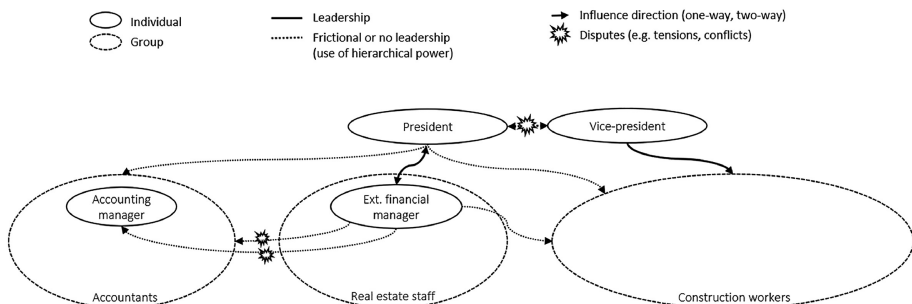 Individual
Group
Leadership
Frictional or no leadership
(use of hierarchical power)
Influence direction (one-way, two-way)
Disputes (e.g. tensions, conflicts)
President
Vice-president
Accounting
manager
Ext. financial
manager
Accountants
Real estate staff
Construction workers